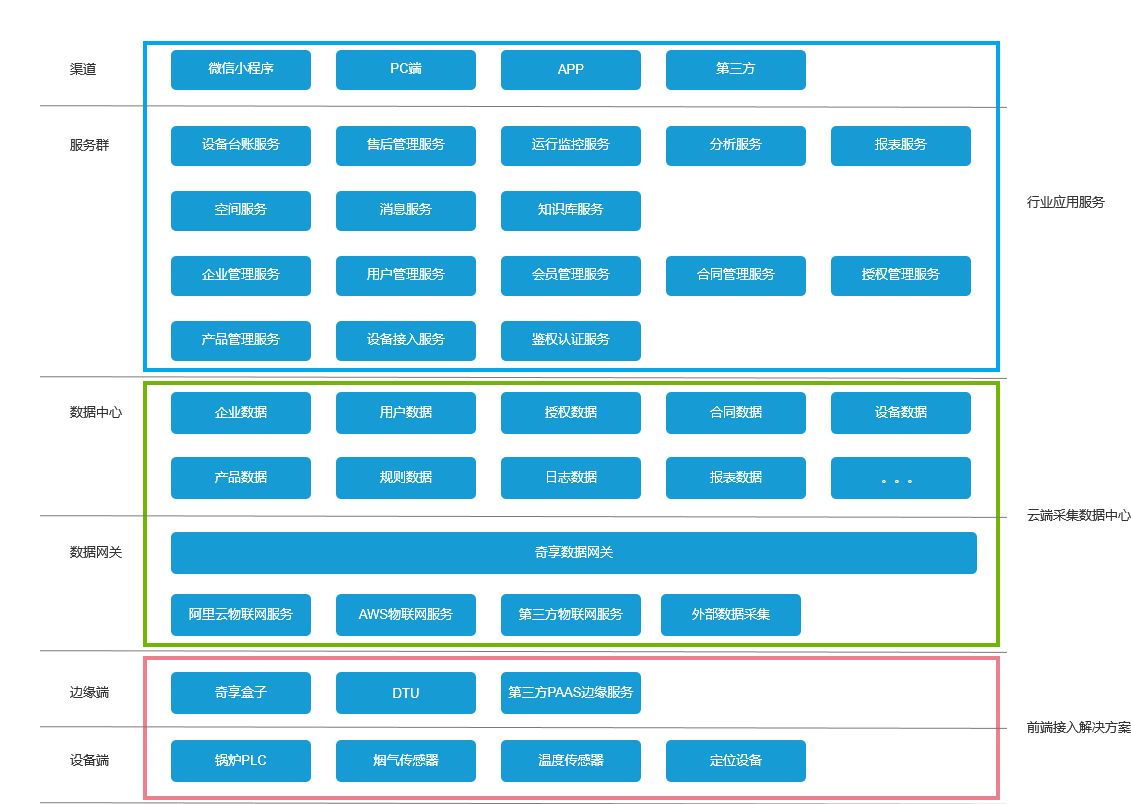 渠道
微信小程序
PC端
APP
第三方
服务群
设备台账服务
售后管理服务
运行监控服务
分析服务
报表服务
空间服务
消息服务
知识库服务
行业应用服务
企业管理服务
用户管理服务
会员管理服务
合同管理服务
授权管理服务
产品管理服务
设备接入服务
鉴权认证服务
数据中心
企业数据
用户数据
授权数据
合同数据
设备数据
产品数据
规则数据
日志数据
报表数据
。。。
云端采集数据中心
数据网关
奇享数据网关
阿里云物联网服务
AWS物联网服务
第三方物联网服务
外部数据采集
边缘端
奇享盒子
DTU
第三方PAAS边缘服务
前端接入解决方案
设备端
锅炉PLC
烟气传感器
温度传感器
定位设备